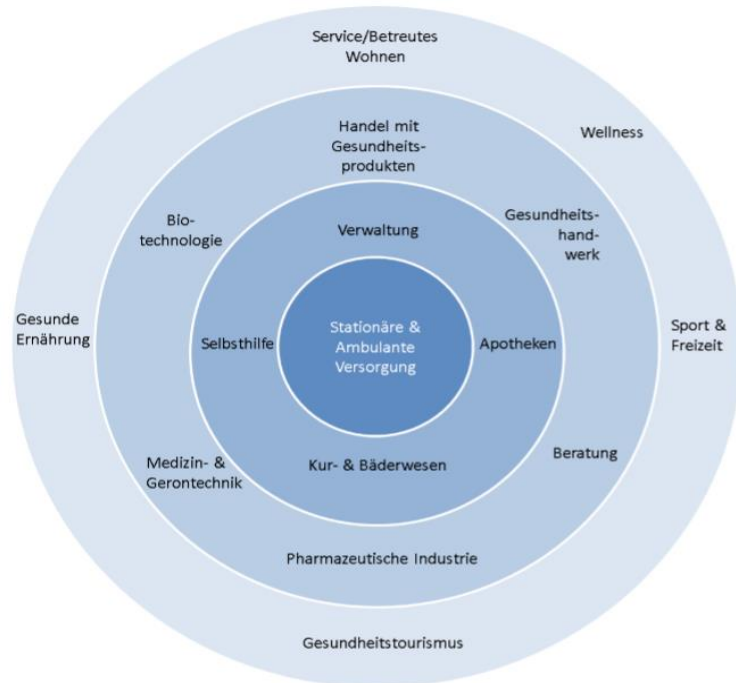 Service/Betreutes
Wohnen
Wellness
Handel mit
Gesundheits-
produkten
Bio-
technologie
Gesundheits-
hand-
werk
Verwaltung
Gesunde
Ernährung
Selbsthilfe
Stationäre &
Ambulante
Versorgung
Apotheken
Sport &
Freizeit
Medizin- &
Gerontechnik
Kur- & Bäderwesen
Beratung
Pharmazeutische Industrie
Gesundheitstourismus